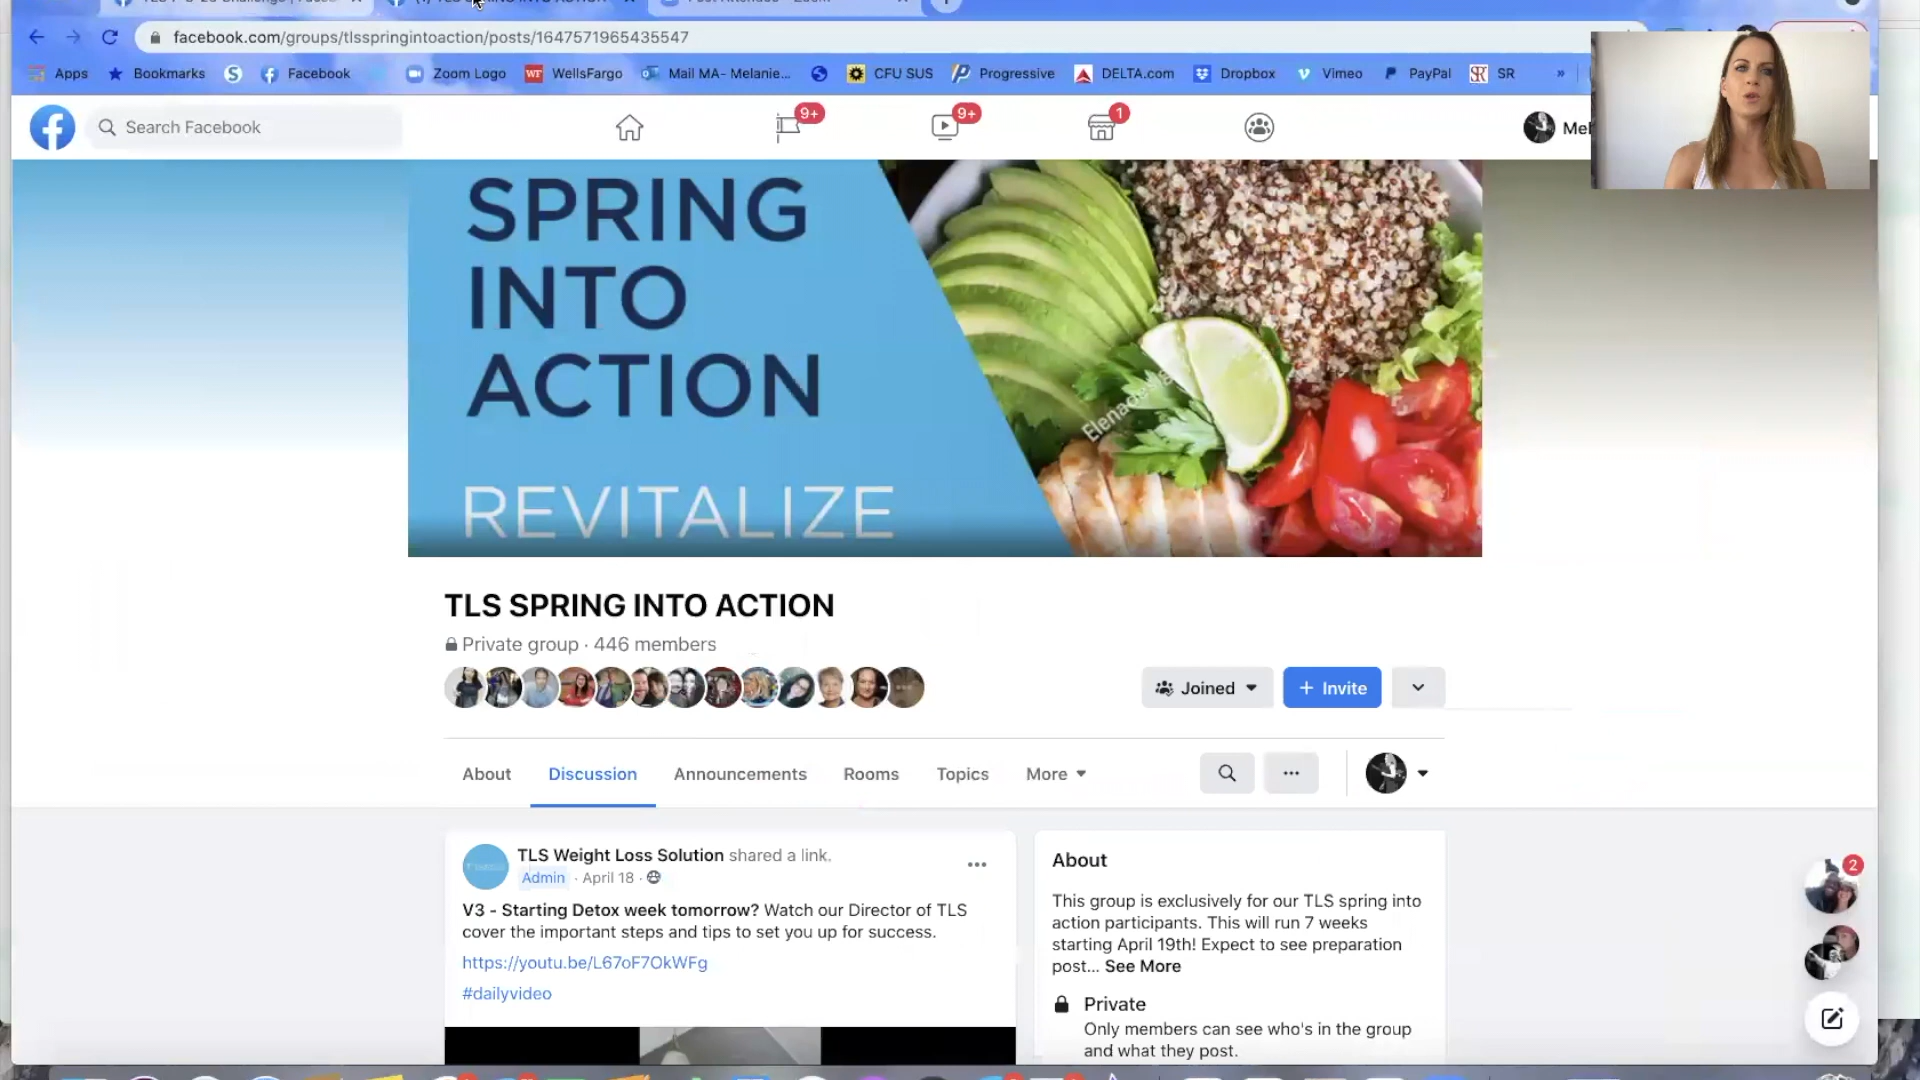 facebook.com/groups/tlsspringintoaction/posts/1647571965435547
Apps Bookmarks Facebook Zoom Logo WellsFargo Mail MA- Melanie... CFU SUS Progressive DELTA.com Dropbox Vimeo PayPal SR »
Search Facebook 9+ 9+ 1 Mel
SPRING
INTO
ACTION
REVITALIZE
TLS SPRING INTO ACTION
Private group · 446 members
Joined + Invite
About Discussion Announcements Rooms Topics More
TLS Weight Loss Solution shared a link.
Admin · April 18 ·
V3 - Starting Detox week tomorrow? Watch our Director of TLS
cover the important steps and tips to set you up for success.
https://youtu.be/L67oF7OkWFg
#dailyvideo
About
This group is exclusively for our TLS spring into
action participants. This will run 7 weeks
starting April 19th! Expect to see preparation
post... See More
Private
Only members can see who's in the group
and what they post.
2